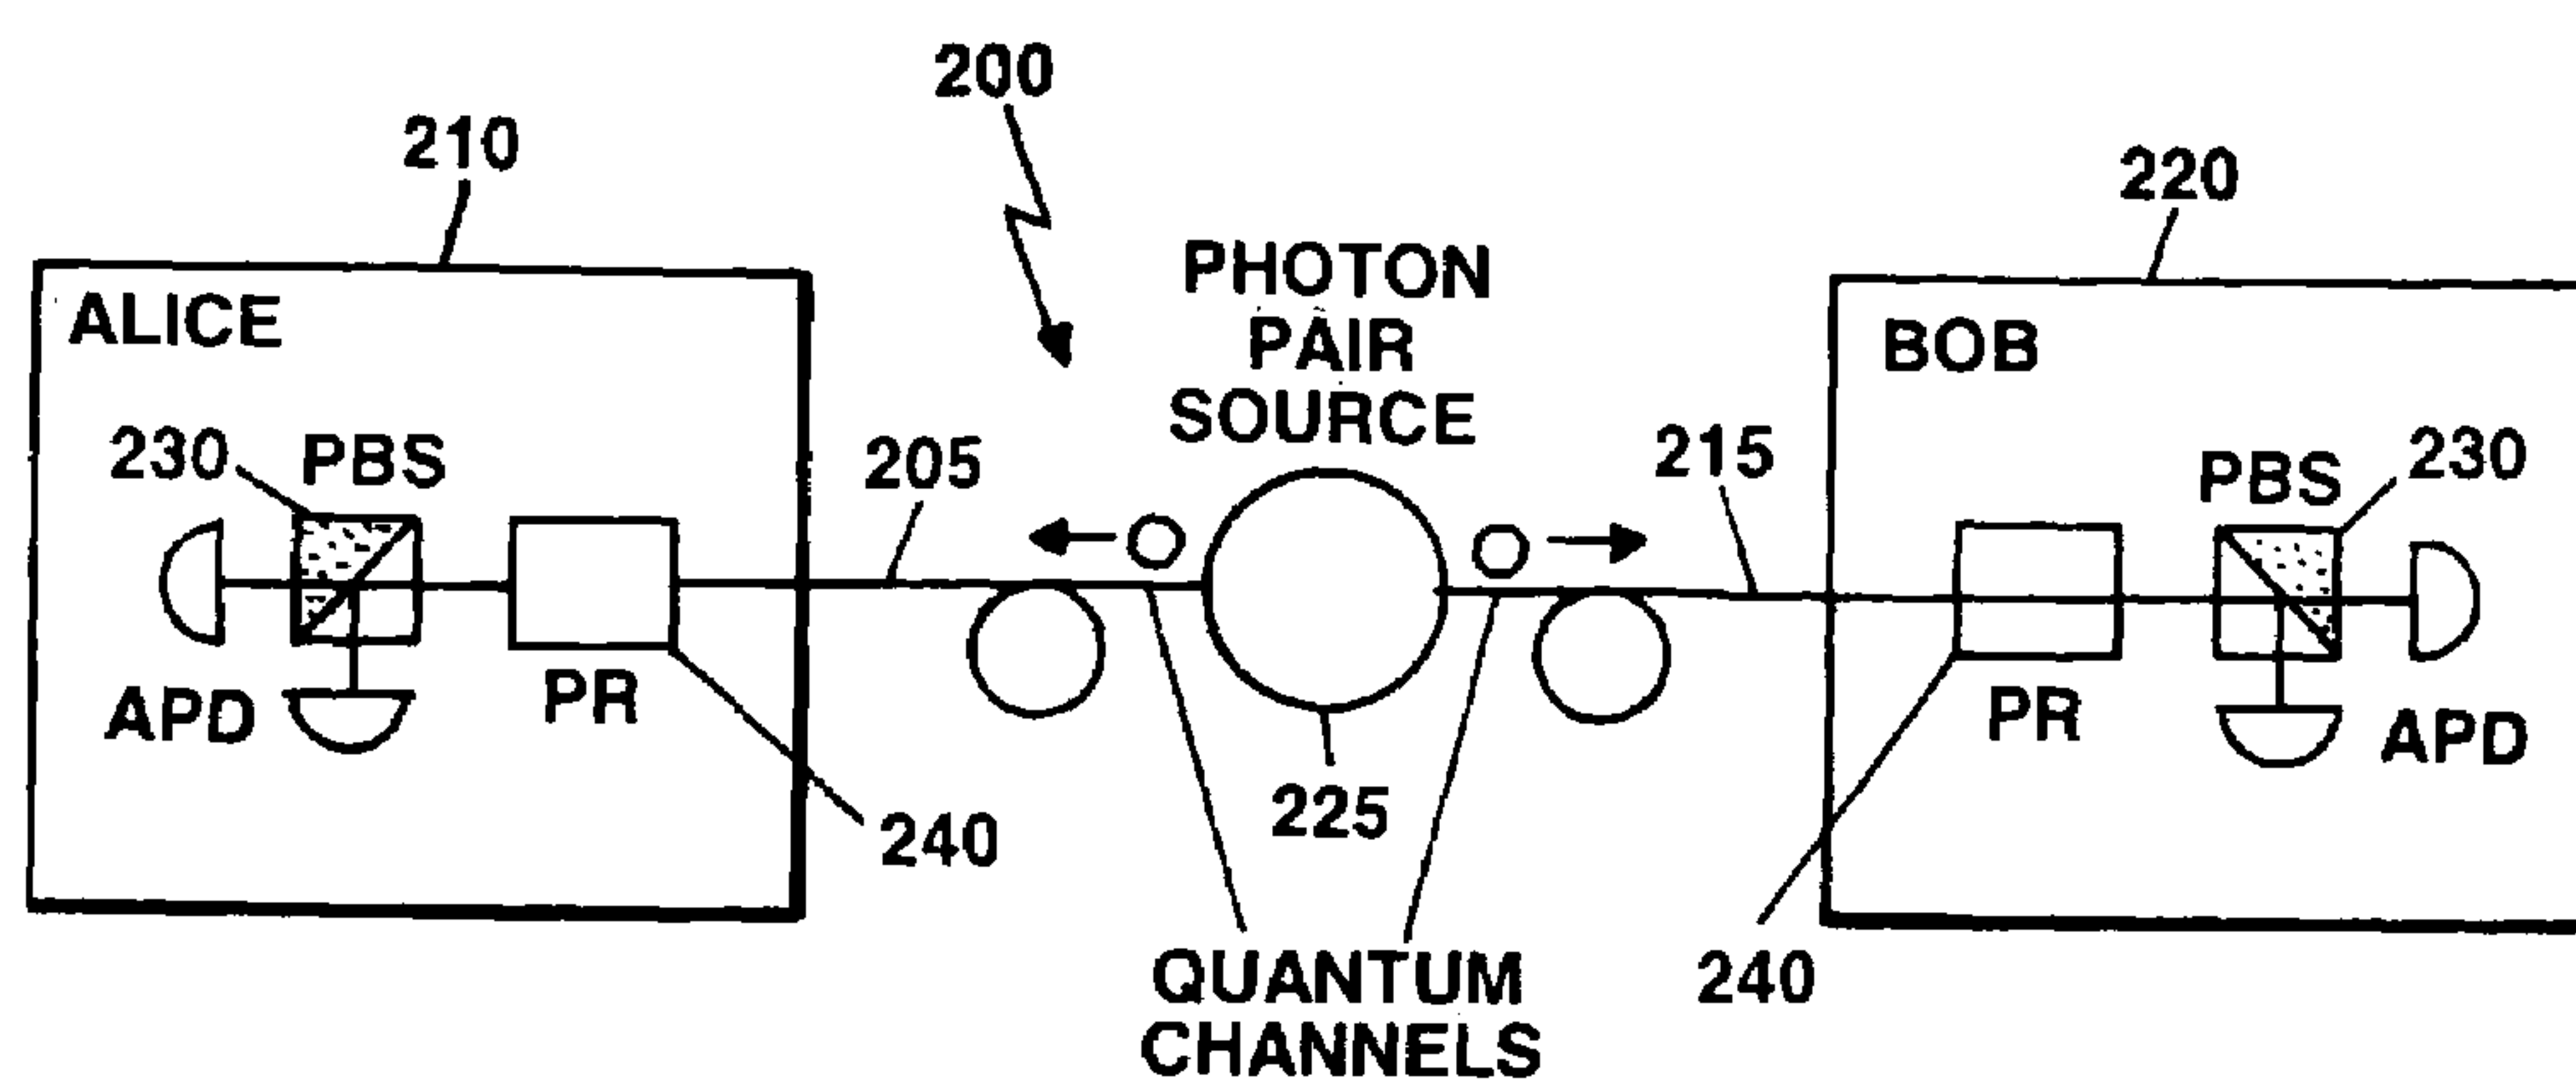 200
210
220
PHOTON
PAIR
SOURCE
ALICE
BOB
230 PBS
205
215
PBS 230
APD
PR
240
225
PR
APD
QUANTUM
CHANNELS
240